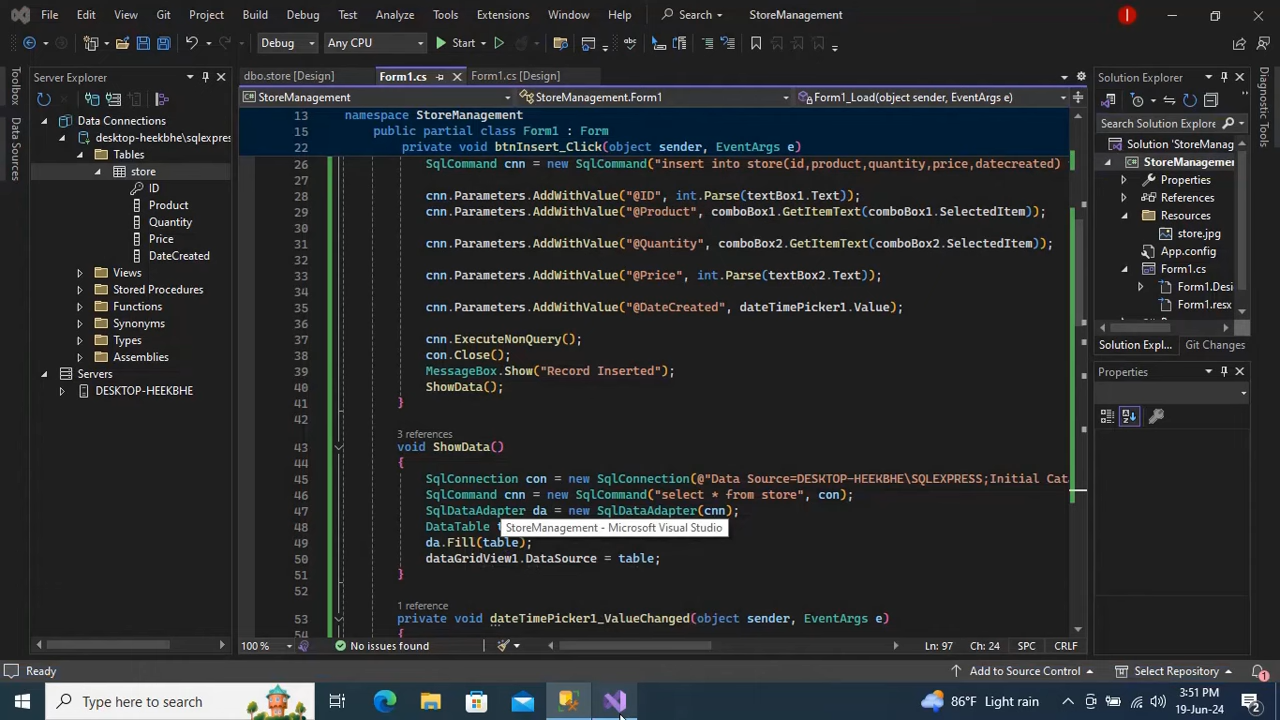 File Edit View Git Project Build Debug Test Analyze Tools Extensions Window Help Search StoreManagement
Debug Any CPU Start
Server Explorer
Toolbox
Data Sources
Data Connections
desktop-heekbhe\sqlexpres
Tables
store
ID
Product
Quantity
Price
DateCreated
Views
Stored Procedures
Functions
Synonyms
Types
Assemblies
Servers
DESKTOP-HEEKBHE
dbo.store [Design] Form1.cs Form1.cs [Design]
StoreManagement StoreManagement.Form1 Form1_Load(object sender, EventArgs e)
13 namespace StoreManagement
15 public partial class Form1 : Form
22 private void btnInsert_Click(object sender, EventArgs e)
26 SqlCommand cnn = new SqlCommand("insert into store(id,product,quantity,price,datecreated)
27
28 cnn.Parameters.AddWithValue("@ID", int.Parse(textBox1.Text));
29 cnn.Parameters.AddWithValue("@Product", comboBox1.GetItemText(comboBox1.SelectedItem));
30
31 cnn.Parameters.AddWithValue("@Quantity", comboBox2.GetItemText(comboBox2.SelectedItem));
32
33 cnn.Parameters.AddWithValue("@Price", int.Parse(textBox2.Text));
34
35 cnn.Parameters.AddWithValue("@DateCreated", dateTimePicker1.Value);
36
37 cnn.ExecuteNonQuery();
38 con.Close();
39 MessageBox.Show("Record Inserted");
40 ShowData();
41 }
42
3 references
43 void ShowData()
44 {
45 SqlConnection con = new SqlConnection(@"Data Source=DESKTOP-HEEKBHE\SQLEXPRESS;Initial Cat
46 SqlCommand cnn = new SqlCommand("select * from store", con);
47 SqlDataAdapter da = new SqlDataAdapter(cnn);
48 DataTable
StoreManagement - Microsoft Visual Studio
49 da.Fill(table);
50 dataGridView1.DataSource = table;
51 }
52
1 reference
53 private void dateTimePicker1_ValueChanged(object sender, EventArgs e)
54 {
100 % No issues found Ln: 97 Ch: 24 SPC CRLF
Solution Explorer
Search Solution Explorer
Solution 'StoreManag
StoreManagemen
Properties
References
Resources
store.jpg
App.config
Form1.cs
Form1.Desi
Form1.resx
Solution Expl... Git Changes
Properties
Diagnostic Tools
Ready Add to Source Control Select Repository 1
Type here to search 86°F Light rain 3:51 PM
19-Jun-24 2